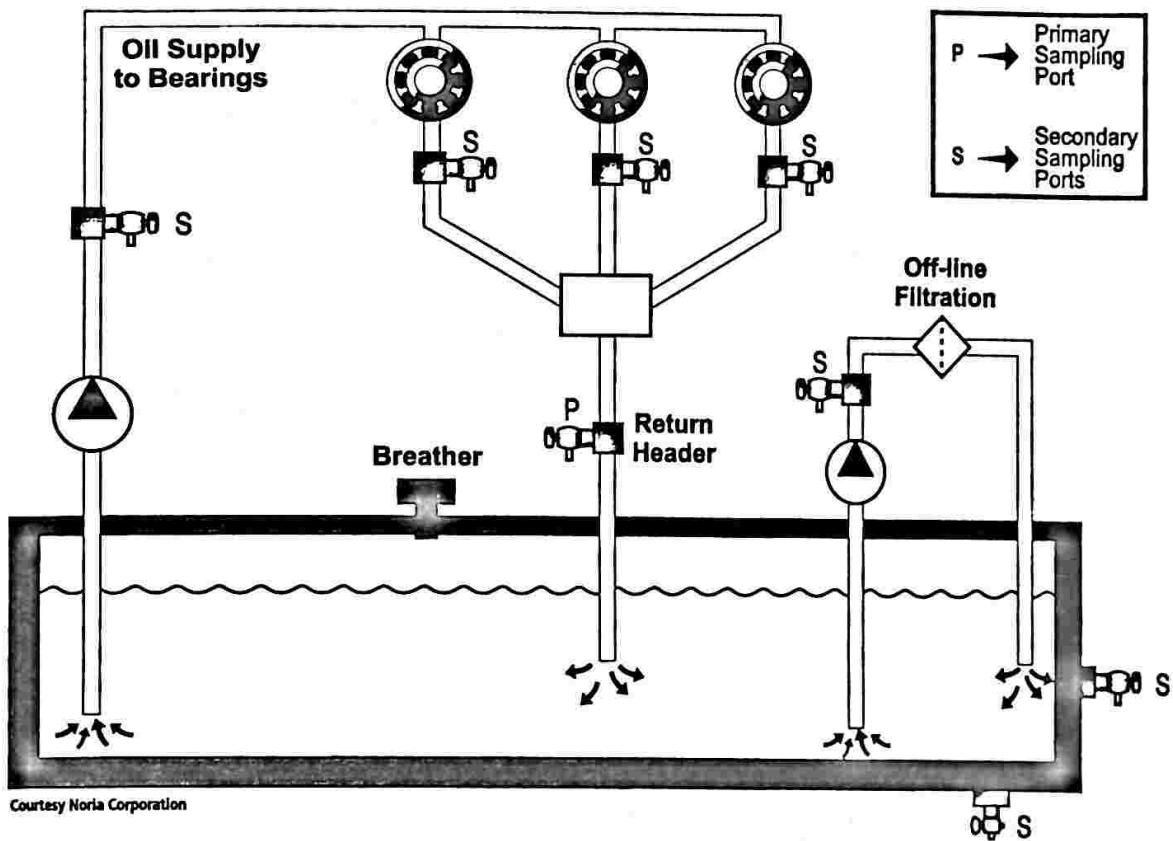 Oil Supply
to Bearings
P
Primary
Sampling
Port
S
Secondary
Sampling
Ports
S
S
S
S
Off-line
Filtration
S
P
Return
Header
Breather
S
S
Courtesy Noria Corporation